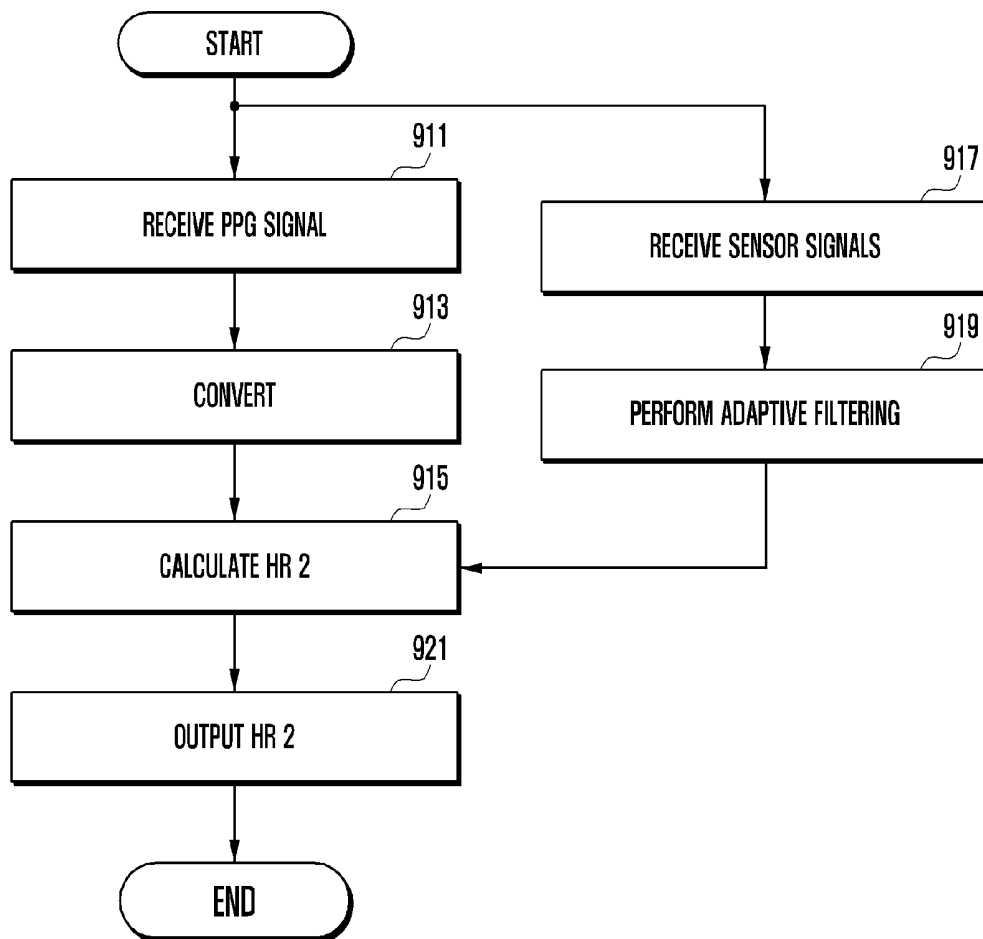 START
911
RECEIVE PPG SIGNAL
917
RECEIVE SENSOR SIGNALS
913
CONVERT
919
PERFORM ADAPTIVE FILTERING
915
CALCULATE HR 2
921
OUTPUT HR 2
END